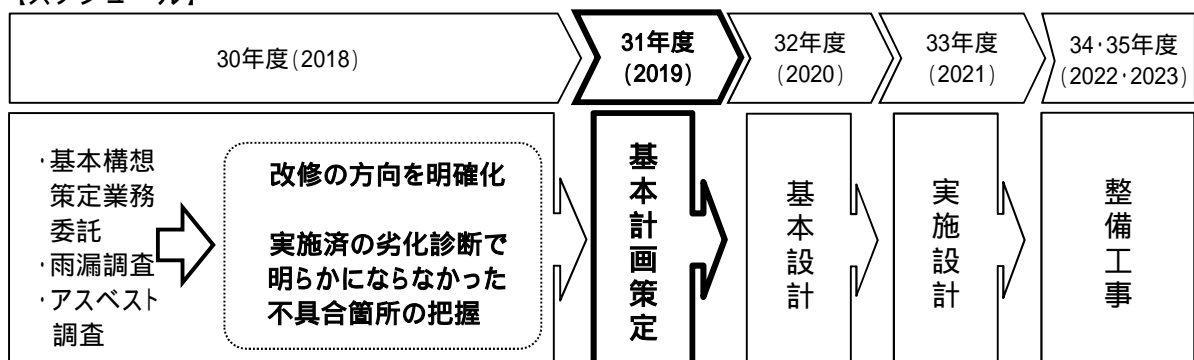 【スケジュール】
30年度(2018)
31年度
(2019)
32年度
(2020)
33年度
(2021)
34・35年度
(2022・2023)
・基本構想
策定業務
委託
・雨漏調査
・アスベスト
調査
改修の方向を明確化
実施済の劣化診断で
明らかにならなかった
不具合箇所の把握
基本計画策定
基本設計
実施設計
整備工事